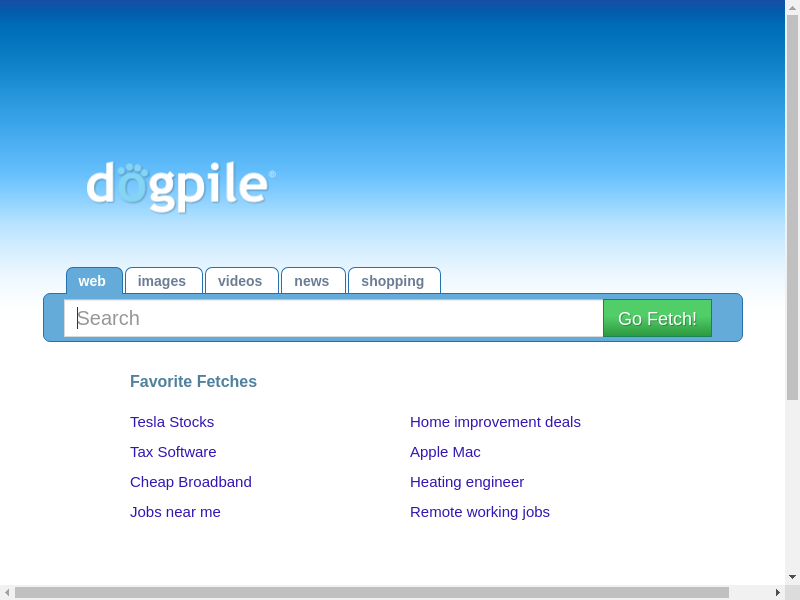 dogpile®
web images videos news shopping
Search Go Fetch!
Favorite Fetches
Tesla Stocks Home improvement deals
Tax Software Apple Mac
Cheap Broadband Heating engineer
Jobs near me Remote working jobs